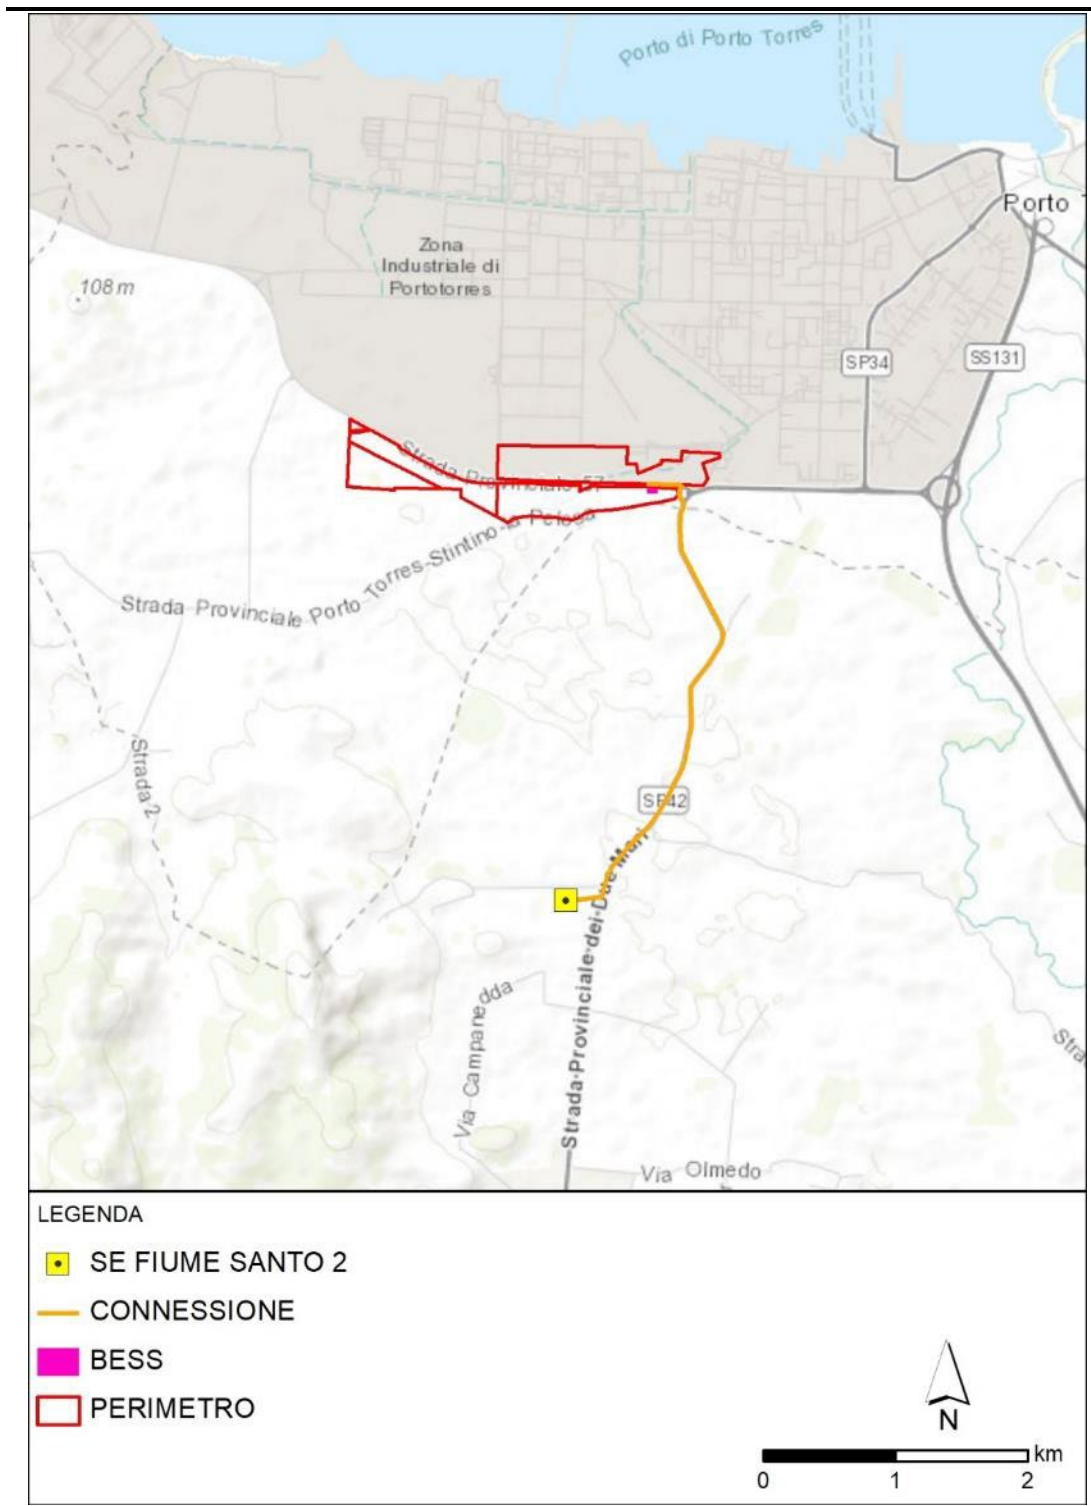 Porto di Porto Torres
Porto T
Zona
Industriale di
Portotorres
108 m
SP34
SS131
Strada Provinciale 57
Strada Provinciale Porto Torres-Stintino-la Pelosa
Strada 2
SP42
Strada Provinciale dei Due Mari
Via Campanedda
Stra
Via Olmedo
LEGENDA
SE FIUME SANTO 2
CONNESSIONE
BESS
PERIMETRO
N
km
0 1 2